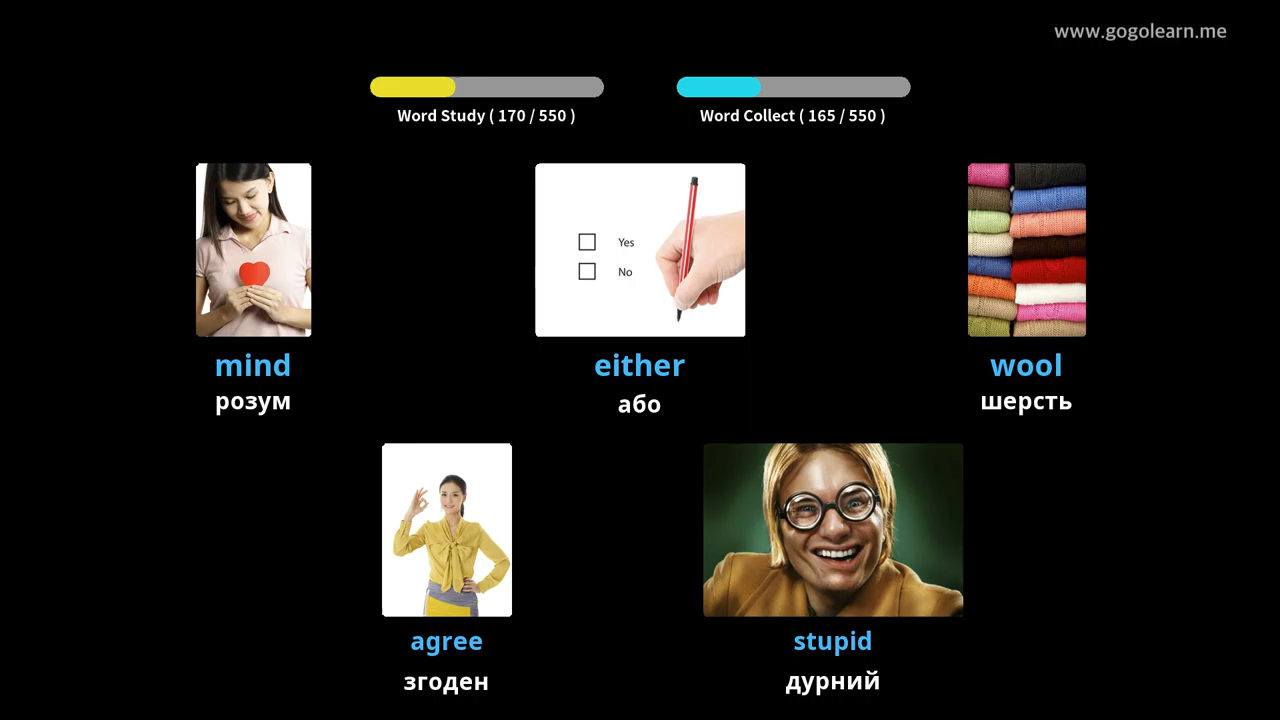 www.gogolearn.me
Word Study ( 170 / 550 )
Word Collect ( 165 / 550 )
Yes
No
mind
розум
either
або
wool
шерсть
agree
згоден
stupid
дурний